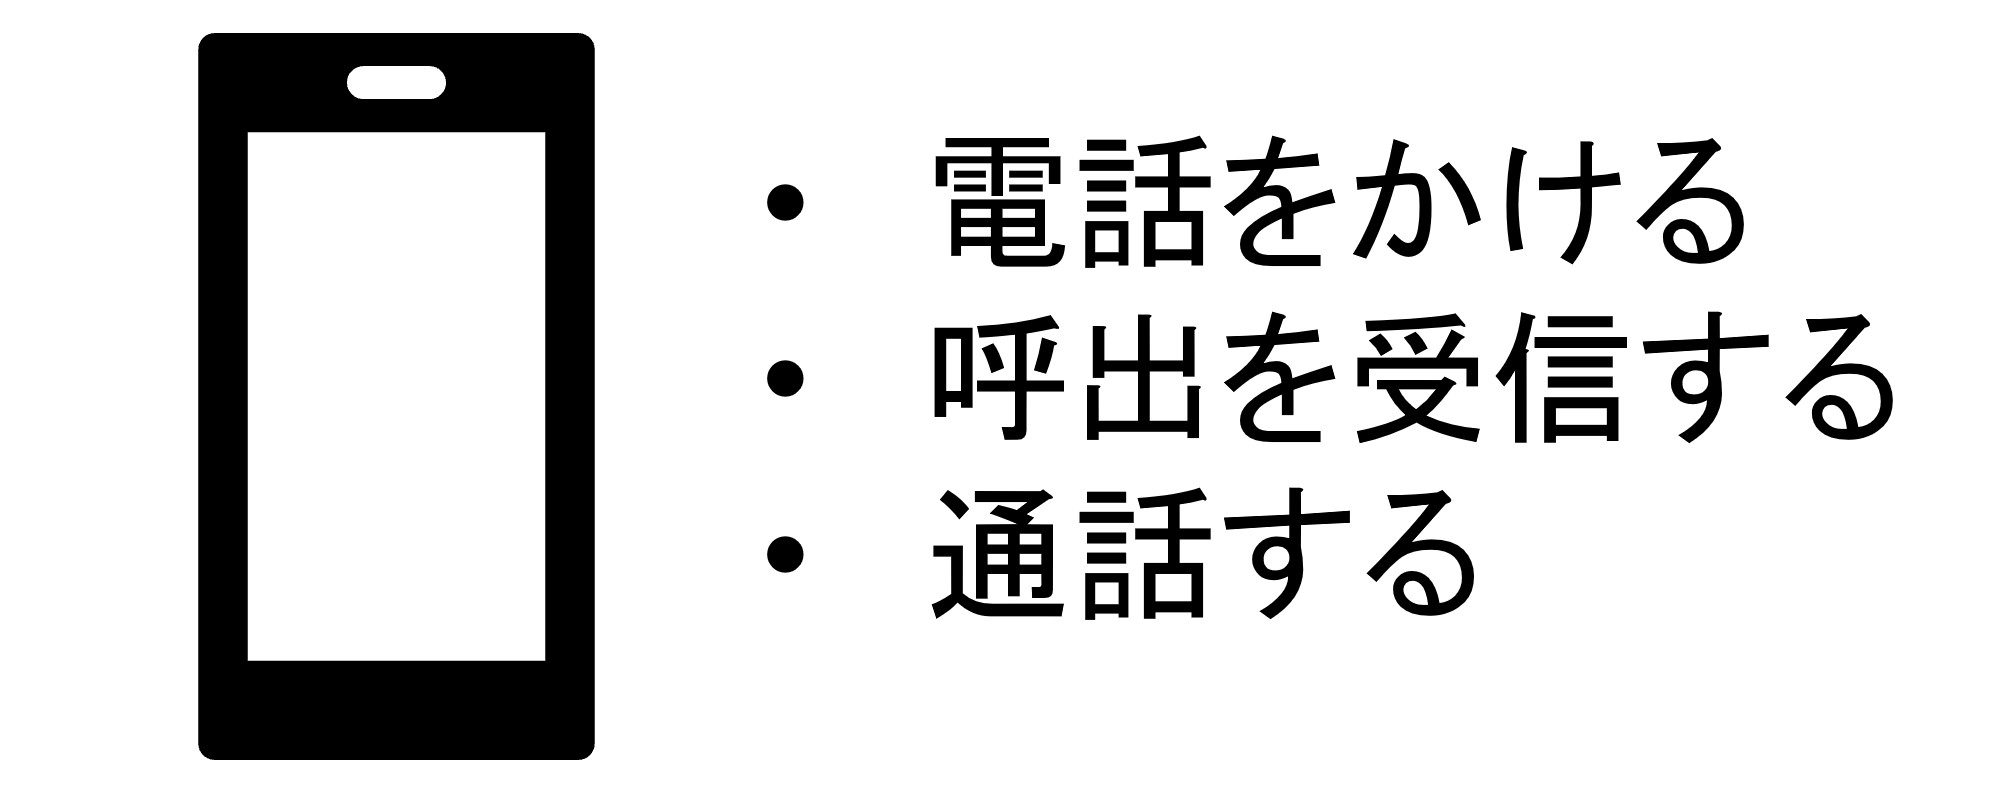 ・ 電話をかける
・ 呼出を受信する
・ 通話する